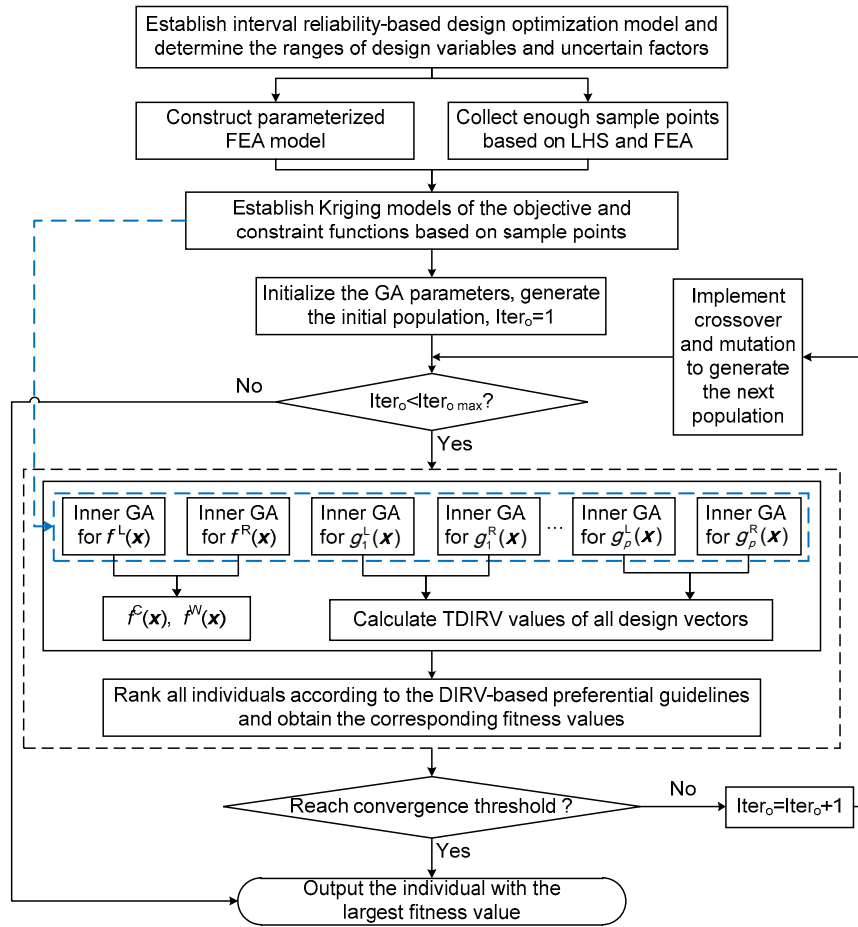 Establish interval reliability-based design optimization model and
determine the ranges of design variables and uncertain factors
Construct parameterized
FEA model
Collect enough sample points
based on LHS and FEA
Establish Kriging models of the objective and
constraint functions based on sample points
Initialize the GA parameters, generate
the initial population, Iterₒ=1
Implement
crossover
and mutation
to generate
the next
population
No
Iterₒ<Iterₒ ₘₐₓ?
Yes
Inner GA
for f ᴸ(x)
Inner GA
for f ᴿ(x)
Inner GA
for g₁ᴸ(x)
Inner GA
for g₁ᴿ(x)
...
Inner GA
for gₚᴸ(x)
Inner GA
for gₚᴿ(x)
f ᶜ(x), f ᵂ(x)
Calculate TDIRV values of all design vectors
Rank all individuals according to the DIRV-based preferential guidelines
and obtain the corresponding fitness values
Reach convergence threshold ?
No
Iterₒ=Iterₒ+1
Yes
Output the individual with the
largest fitness value